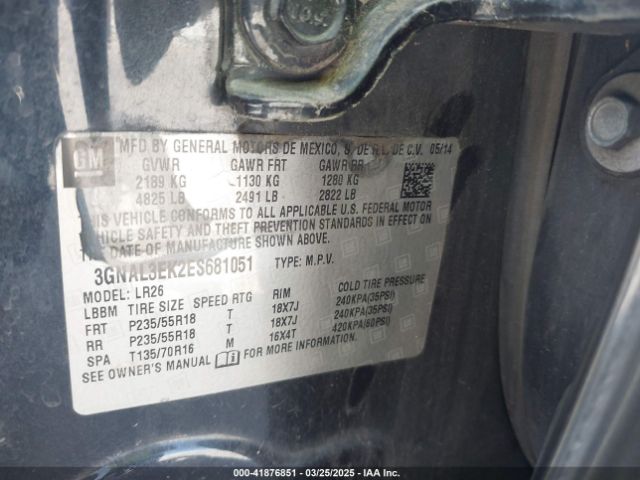 GM
MFD BY GENERAL MOTORS DE MEXICO, S. DE R.L. DE C.V. 05/14
GVWR GAWR FRT GAWR RR
2189 KG 1130 KG 1280 KG
4825 LB 2491 LB 2822 LB
THIS VEHICLE CONFORMS TO ALL APPLICABLE U.S. FEDERAL MOTOR
VEHICLE SAFETY AND THEFT PREVENTION STANDARDS IN EFFECT ON
THE DATE OF MANUFACTURE SHOWN ABOVE.
3GNAL3EK2ES681051 TYPE: M.P.V.
MODEL: LR26
LBBM TIRE SIZE SPEED RTG RIM COLD TIRE PRESSURE
FRT P235/55R18 T 18X7J 240KPA(35PSI)
RR P235/55R18 T 18X7J 240KPA(35PSI)
SPA T135/70R16 M 16X4T 420KPA(60PSI)
SEE OWNER'S MANUAL FOR MORE INFORMATION.
000-41876851 | 03/25/2025 | IAA Inc.